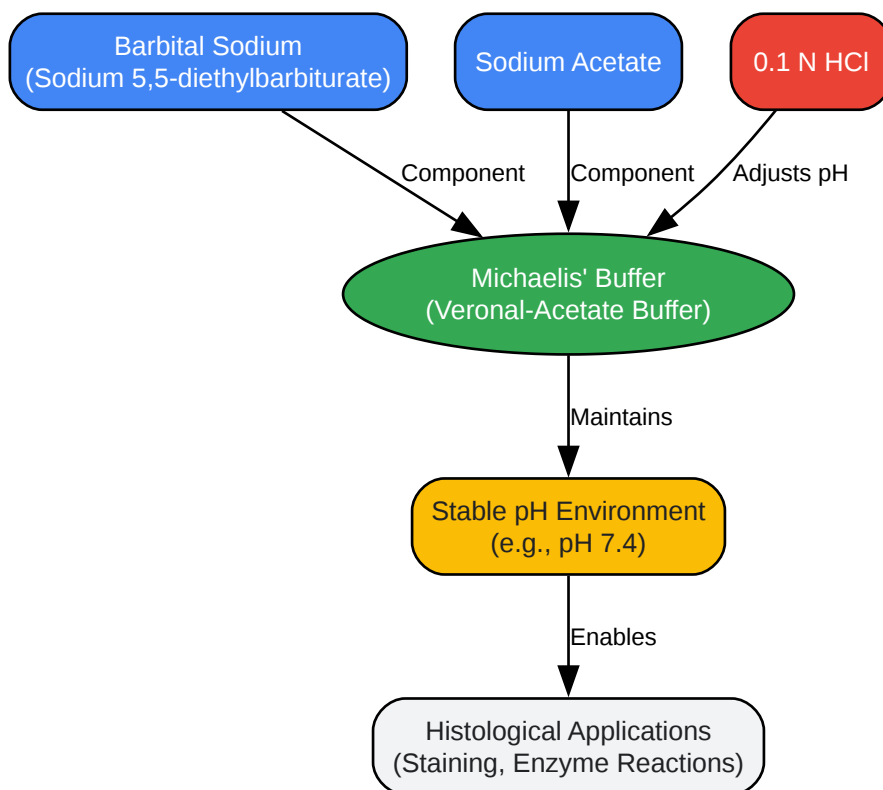 Barbital Sodium
(Sodium 5,5-diethylbarbiturate)
Sodium Acetate
0.1 N HCl
Component
Component
Adjusts pH
Michaelis' Buffer
(Veronal-Acetate Buffer)
Maintains
Stable pH Environment
(e.g., pH 7.4)
Enables
Histological Applications
(Staining, Enzyme Reactions)